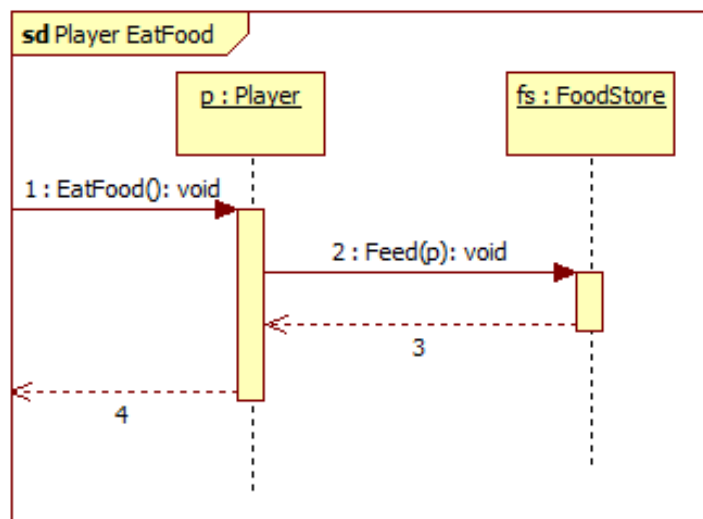 sd Player EatFood
p : Player
fs : FoodStore
1 : EatFood(): void
2 : Feed(p): void
3
4